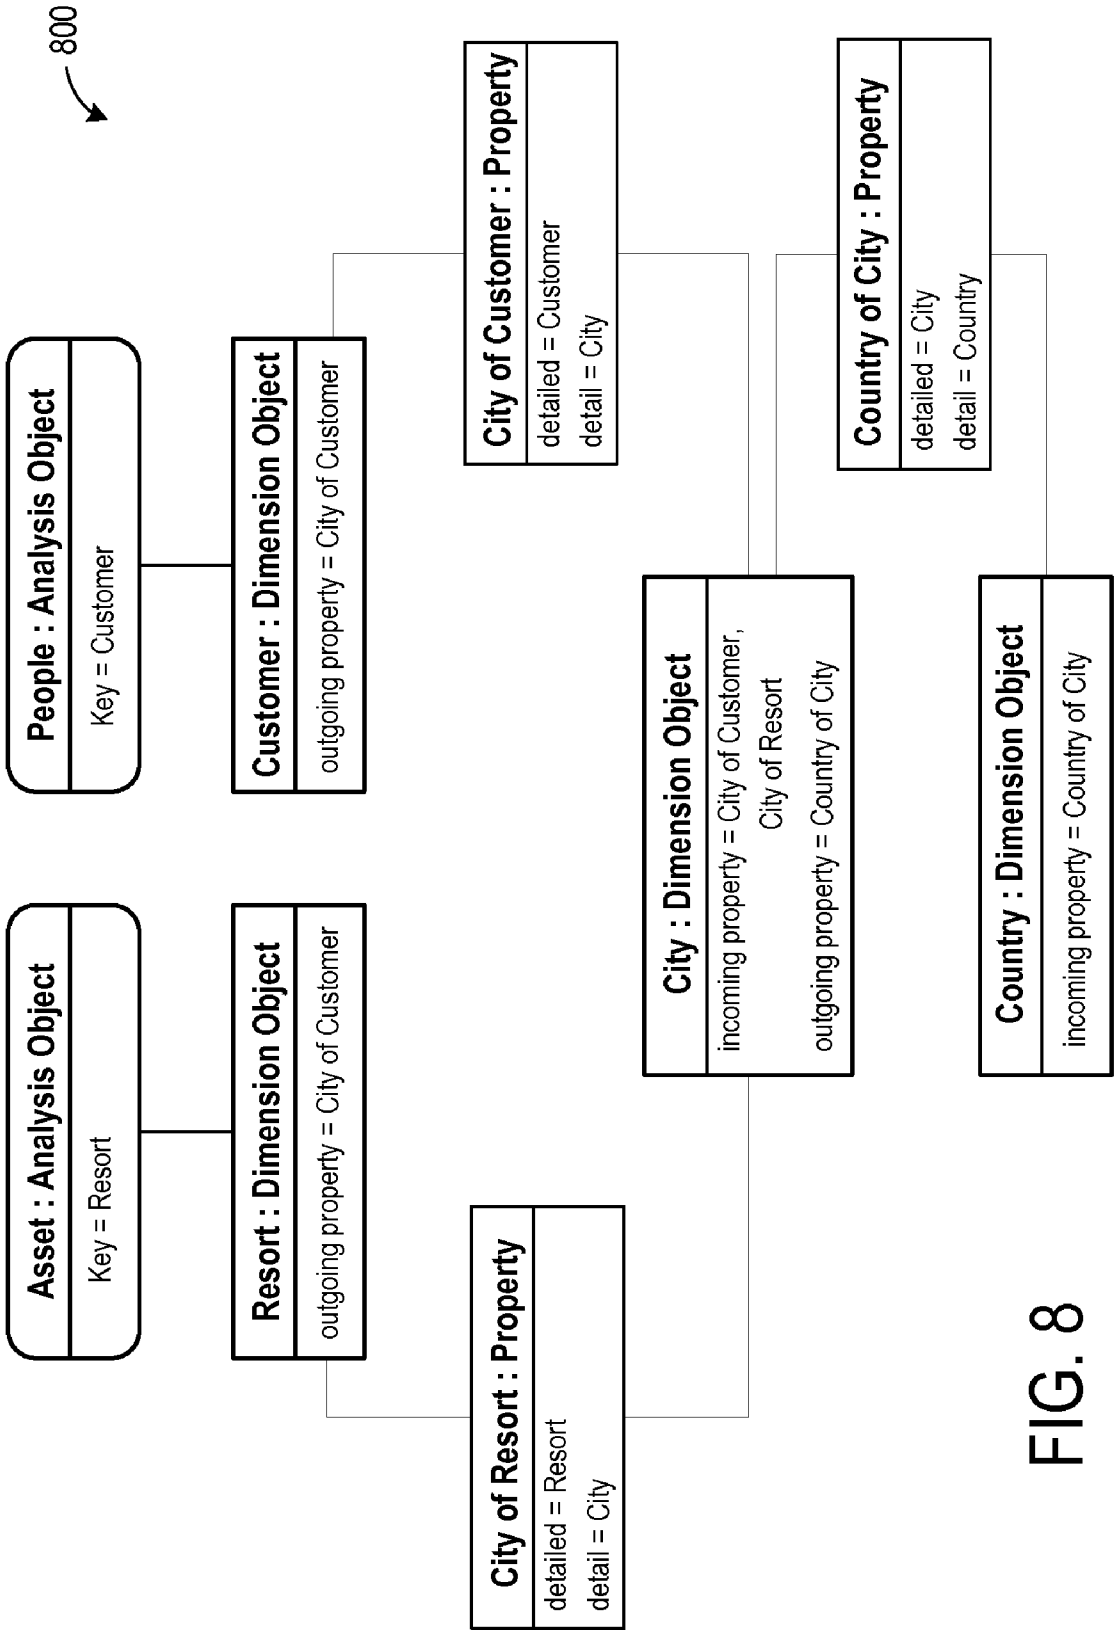 800
Asset : Analysis Object
Key = Resort
People : Analysis Object
Key = Customer
Resort : Dimension Object
outgoing property = City of Customer
Customer : Dimension Object
outgoing property = City of Customer
City of Resort : Property
detailed = Resort
detail = City
City of Customer : Property
detailed = Customer
detail = City
City : Dimension Object
incoming property = City of Customer,
City of Resort
outgoing property = Country of City
Country of City : Property
detailed = City
detail = Country
Country : Dimension Object
incoming property = Country of City
FIG. 8